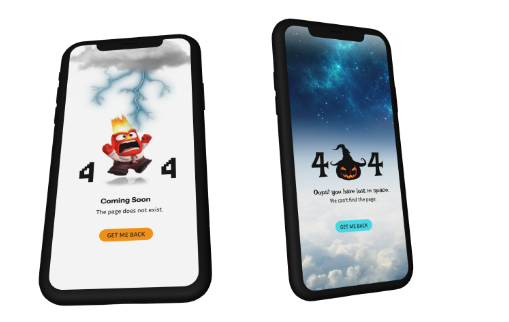 4 4
Coming Soon
The page does not exist.
GET ME BACK
4 4
Oops! you have lost in space.
We can't find the page.
GET ME BACK